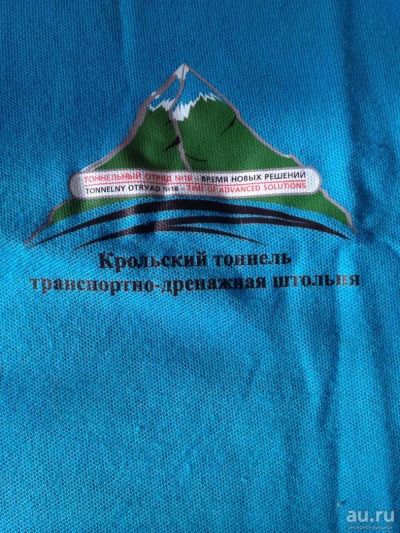 ТОННЕЛЬНЫЙ ОТРЯД №18 – ВРЕМЯ НОВЫХ РЕШЕНИЙ
TONNELNY OTRYAD №18 – TIME OF ADVANCED SOLUTIONS
Крольский тоннель
транспортно-дренажная штольня
au.ru